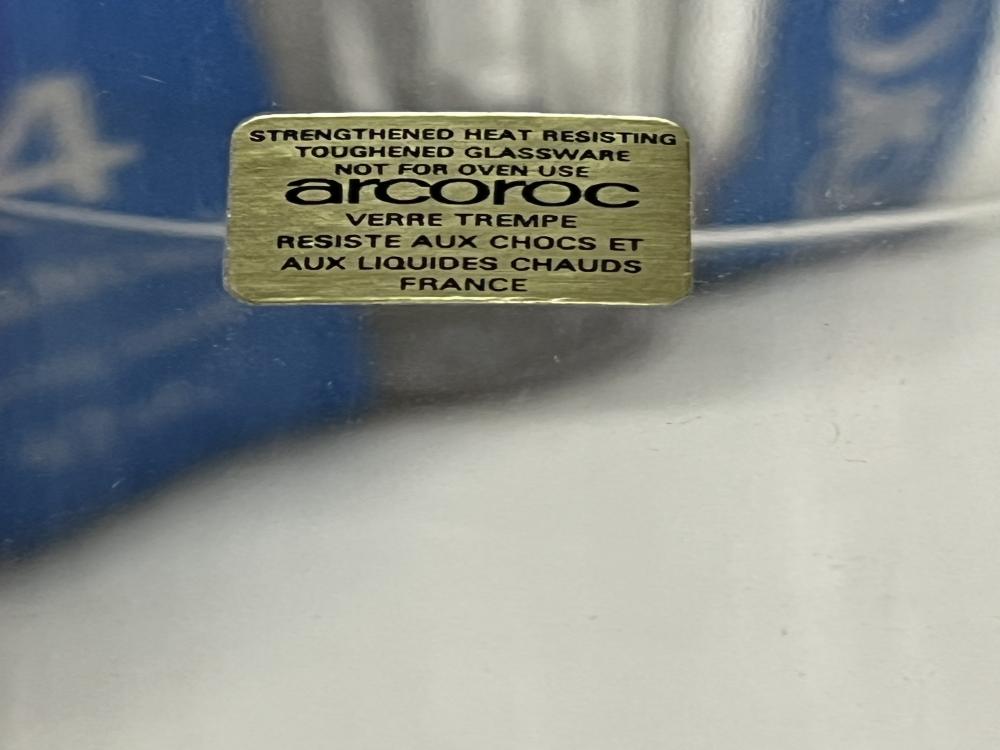 4
STRENGTHENED HEAT RESISTING
TOUGHENED GLASSWARE
NOT FOR OVEN USE
arcoroc
VERRE TREMPE
RESISTE AUX CHOCS ET
AUX LIQUIDES CHAUDS
FRANCE